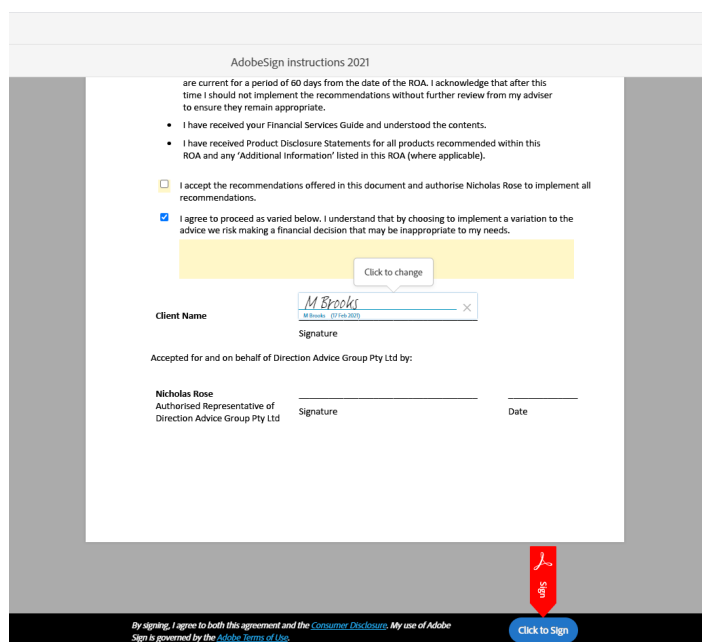 AdobeSign instructions 2021
are current for a period of 60 days from the date of the ROA. I acknowledge that after this
time I should not implement the recommendations without further review from my adviser
to ensure they remain appropriate.
• I have received your Financial Services Guide and understood the contents.
• I have received Product Disclosure Statements for all products recommended within this
ROA and any ‘Additional Information’ listed in this ROA (where applicable).
I accept the recommendations offered in this document and authorise Nicholas Rose to implement all
recommendations.
I agree to proceed as varied below. I understand that by choosing to implement a variation to the
advice we risk making a financial decision that may be inappropriate to my needs.
Click to change
M Brooks
M Brooks (17 Feb 2021)
Client Name
Signature
Accepted for and on behalf of Direction Advice Group Pty Ltd by:
Nicholas Rose
Authorised Representative of
Direction Advice Group Pty Ltd
Signature
Date
Sign
By signing, I agree to both this agreement and the Consumer Disclosure. My use of Adobe
Sign is governed by the Adobe Terms of Use.
Click to Sign